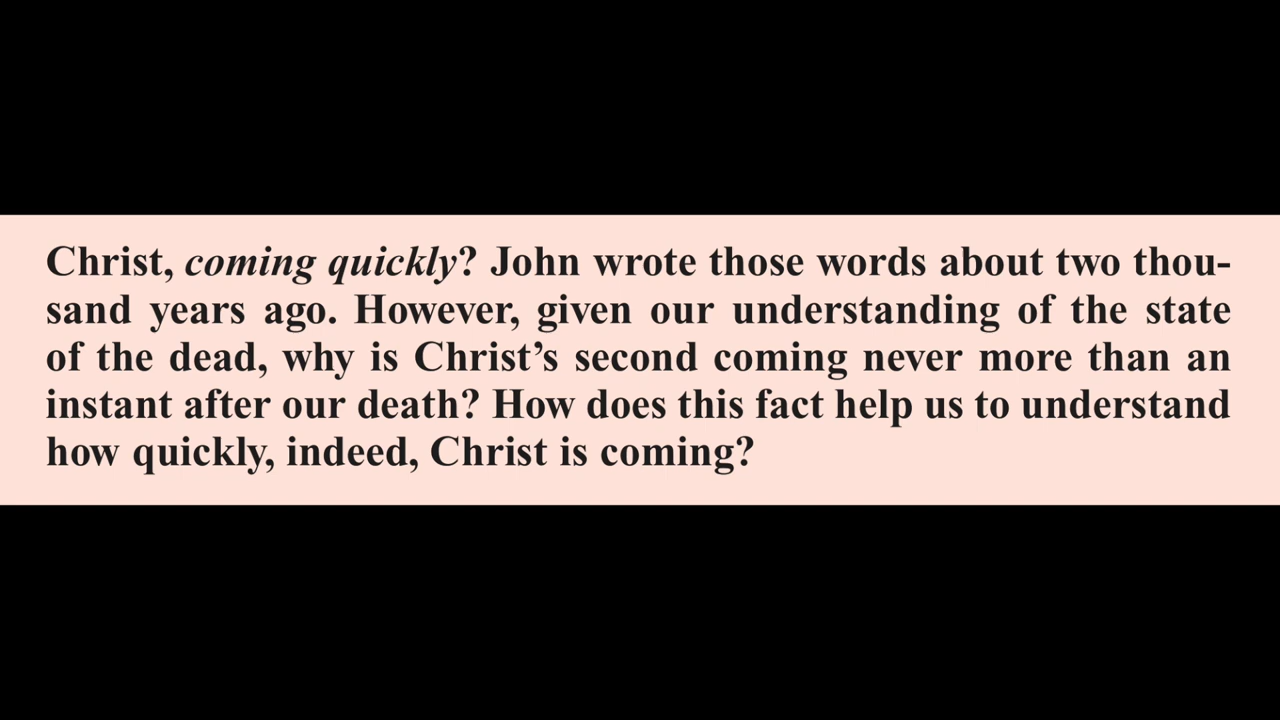 Christ, coming quickly? John wrote those words about two thou-
sand years ago. However, given our understanding of the state
of the dead, why is Christ’s second coming never more than an
instant after our death? How does this fact help us to understand
how quickly, indeed, Christ is coming?